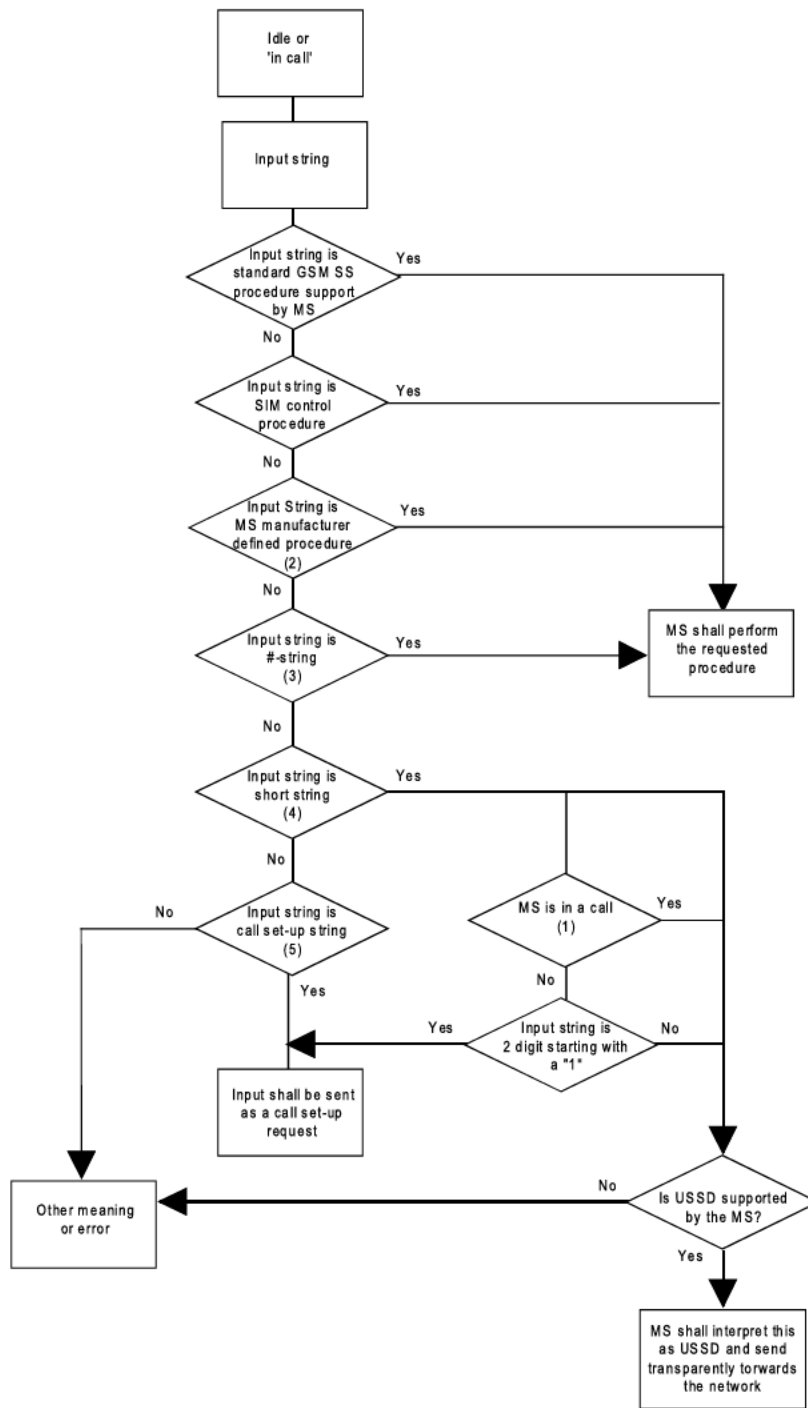 Idle or
'in call'
Input string
Input string is
standard GSM SS
procedure support
by MS
Yes
No
Input string is
SIM control
procedure
Yes
No
Input String is
MS manufacturer
defined procedure
(2)
Yes
No
Input string is
#-string
(3)
Yes
MS shall perform
the requested
procedure
No
Input string is
short string
(4)
Yes
No
No
Input string is
call set-up string
(5)
MS is in a call
(1)
Yes
Yes
No
Yes
Input string is
2 digit starting with
a "1"
No
Input shall be sent
as a call set-up
request
Other meaning
or error
No
Is USSD supported
by the MS?
Yes
MS shall interpret this
as USSD and send
transparently torwards
the network